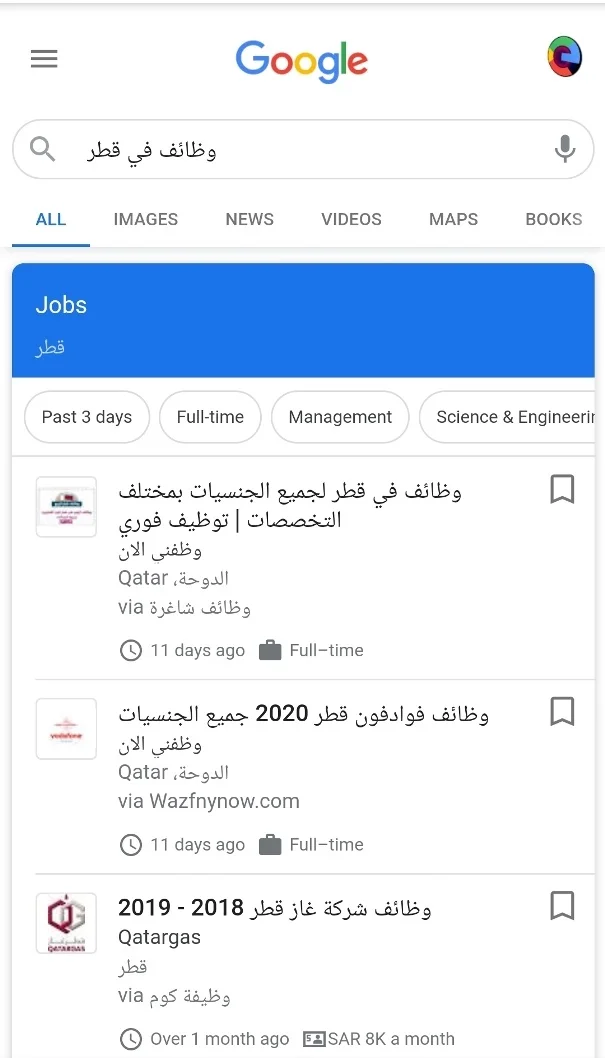 Google
وظائف في قطر
ALL IMAGES NEWS VIDEOS MAPS BOOKS
Jobs
قطر
Past 3 days Full-time Management Science & Engineerin
وظائف في قطر لجميع الجنسيات بمختلف
التخصصات | توظيف فوري
وظفني الان
الدوحة، Qatar
via وظائف شاغرة
11 days ago Full–time
vodafone
وظائف فوادفون قطر 2020 جميع الجنسيات
وظفني الان
الدوحة، Qatar
via Wazfnynow.com
11 days ago Full–time
QATARGAS
وظائف شركة غاز قطر 2018 - 2019
Qatargas
قطر
via وظيفة كوم
Over 1 month ago SAR 8K a month